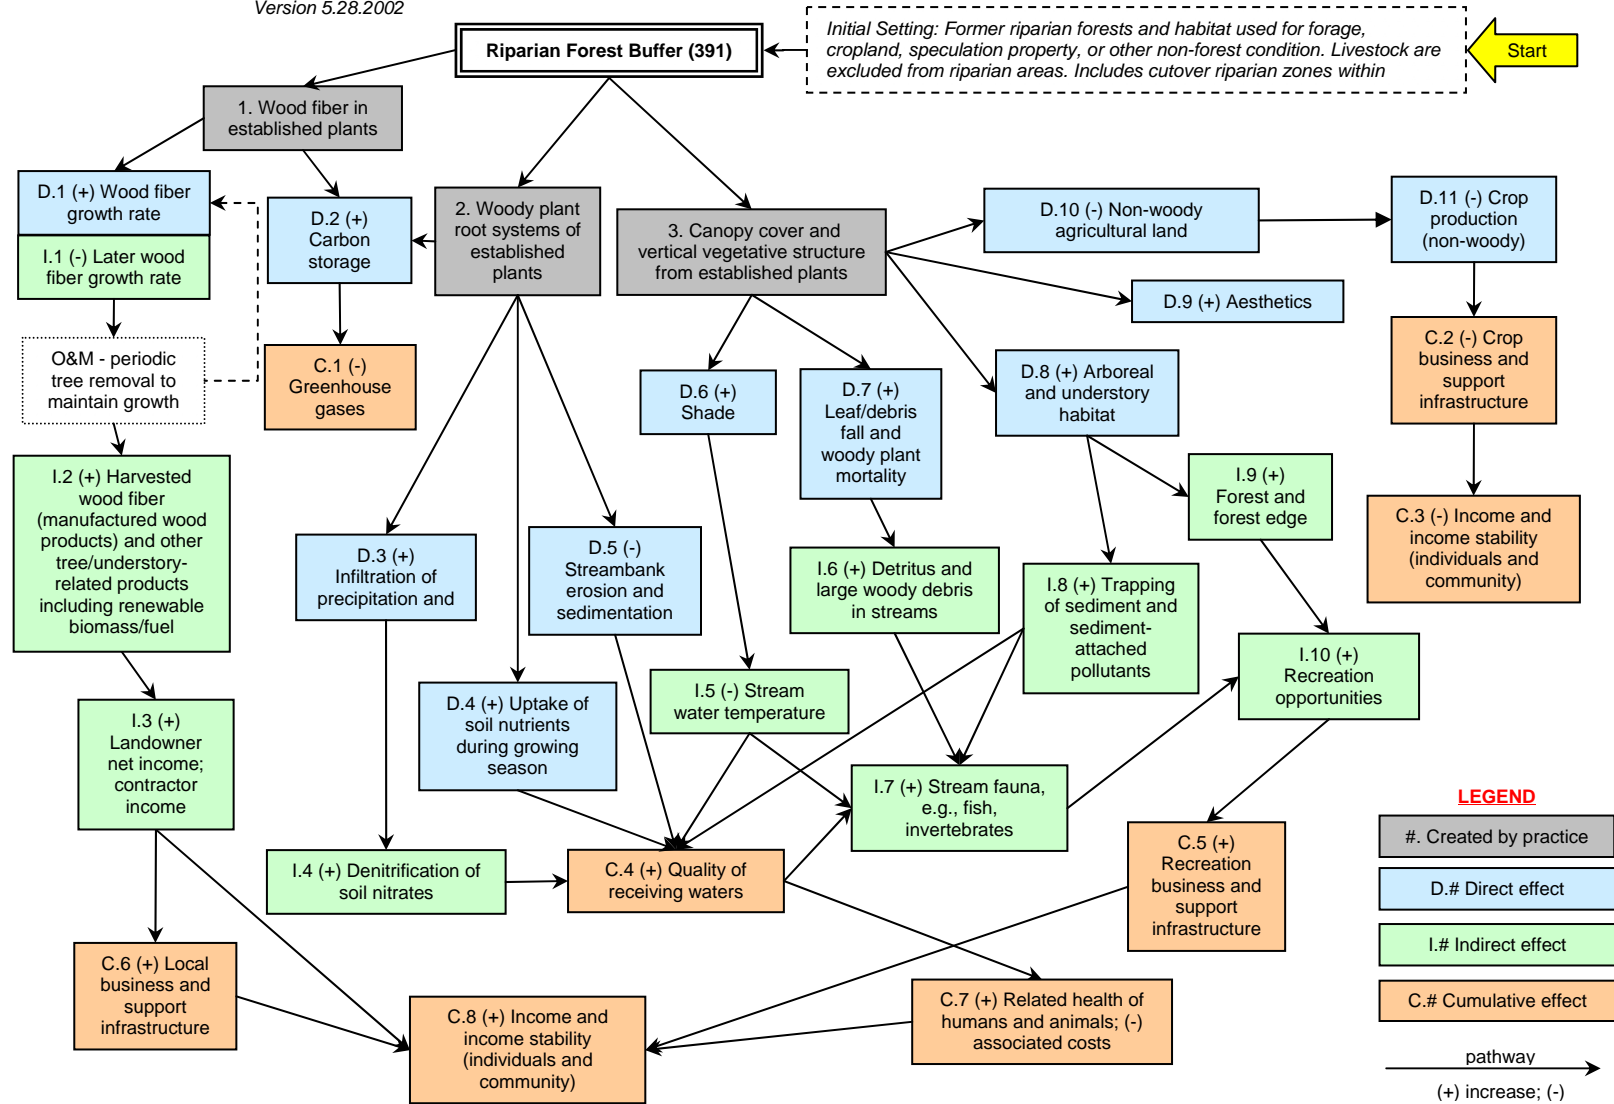 Version 5.28.2002
Riparian Forest Buffer (391)
Initial Setting: Former riparian forests and habitat used for forage,
cropland, speculation property, or other non-forest condition. Livestock are
excluded from riparian areas. Includes cutover riparian zones within
Start
1. Wood fiber in
established plants
D.1 (+) Wood fiber
growth rate
I.1 (-) Later wood
fiber growth rate
O&M - periodic
tree removal to
maintain growth
I.2 (+) Harvested
wood fiber
(manufactured wood
products) and other
tree/understory-
related products
including renewable
biomass/fuel
I.3 (+)
Landowner
net income;
contractor
income
C.6 (+) Local
business and
support
infrastructure
D.2 (+)
Carbon
storage
C.1 (-)
Greenhouse
gases
2. Woody plant
root systems of
established
plants
D.3 (+)
Infiltration of
precipitation and
D.4 (+) Uptake of
soil nutrients
during growing
season
D.5 (-)
Streambank
erosion and
sedimentation
I.4 (+) Denitrification of
soil nitrates
C.4 (+) Quality of
receiving waters
C.8 (+) Income and
income stability
(individuals and
community)
3. Canopy cover and
vertical vegetative structure
from established plants
D.6 (+)
Shade
D.7 (+)
Leaf/debris
fall and
woody plant
mortality
I.5 (-) Stream
water temperature
I.6 (+) Detritus and
large woody debris
in streams
I.7 (+) Stream fauna,
e.g., fish,
invertebrates
C.7 (+) Related health of
humans and animals; (-)
associated costs
D.10 (-) Non-woody
agricultural land
D.9 (+) Aesthetics
D.8 (+) Arboreal
and understory
habitat
I.8 (+) Trapping
of sediment and
sediment-
attached
pollutants
I.9 (+)
Forest and
forest edge
I.10 (+)
Recreation
opportunities
C.5 (+)
Recreation
business and
support
infrastructure
D.11 (-) Crop
production
(non-woody)
C.2 (-) Crop
business and
support
infrastructure
C.3 (-) Income and
income stability
(individuals and
community)
LEGEND
#. Created by practice
D.# Direct effect
I.# Indirect effect
C.# Cumulative effect
pathway
(+) increase; (-)